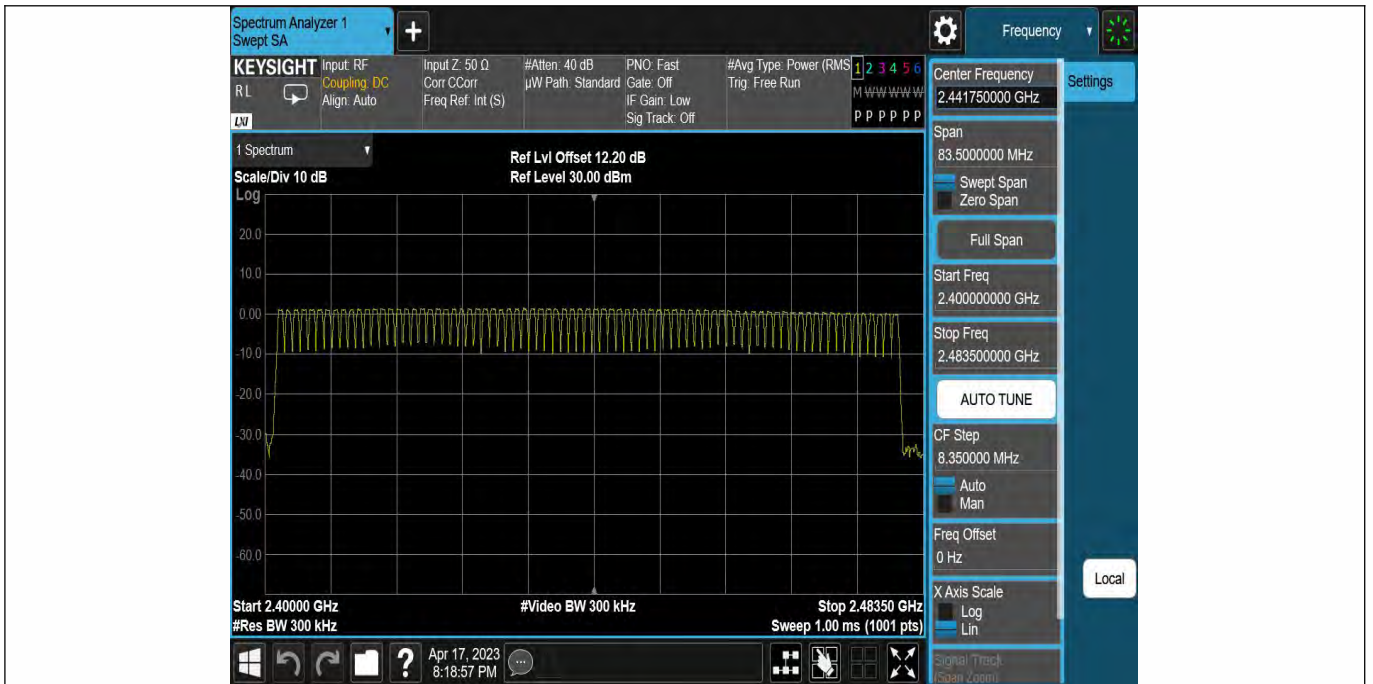 Spectrum Analyzer 1
Swept SA
Frequency
KEYSIGHT
RL
LXI
Input: RF
Coupling: DC
Align: Auto
Input Z: 50 Ω
Corr CCorr
Freq Ref: Int (S)
#Atten: 40 dB
µW Path: Standard
PNO: Fast
Gate: Off
IF Gain: Low
Sig Track: Off
#Avg Type: Power (RMS
Trig: Free Run
1 2 3 4 5 6
M W W W W W
P P P P P P
1 Spectrum
Scale/Div 10 dB
Ref Lvl Offset 12.20 dB
Ref Level 30.00 dBm
Log
20.0
10.0
0.00
-10.0
-20.0
-30.0
-40.0
-50.0
-60.0
Start 2.40000 GHz
#Video BW 300 kHz
Stop 2.48350 GHz
#Res BW 300 kHz
Sweep 1.00 ms (1001 pts)
Apr 17, 2023
8:18:57 PM
Center Frequency
2.441750000 GHz
Settings
Span
83.5000000 MHz
Swept Span
Zero Span
Full Span
Start Freq
2.400000000 GHz
Stop Freq
2.483500000 GHz
AUTO TUNE
CF Step
8.350000 MHz
Auto
Man
Freq Offset
0 Hz
X Axis Scale
Log
Lin
Signal Track
(Span Zoom)
Local